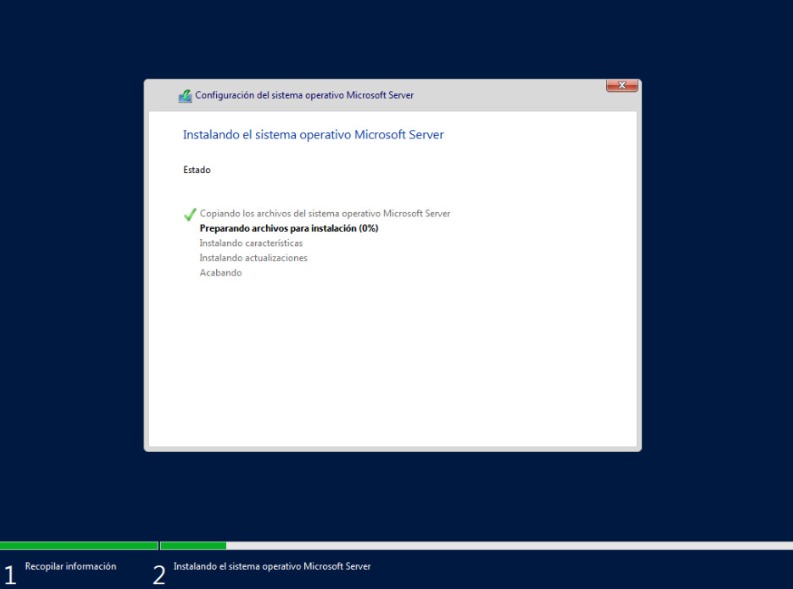 Configuración del sistema operativo Microsoft Server
Instalando el sistema operativo Microsoft Server
Estado
Copiando los archivos del sistema operativo Microsoft Server
Preparando archivos para instalación (0%)
Instalando características
Instalando actualizaciones
Acabando
1 Recopilar información
2 Instalando el sistema operativo Microsoft Server